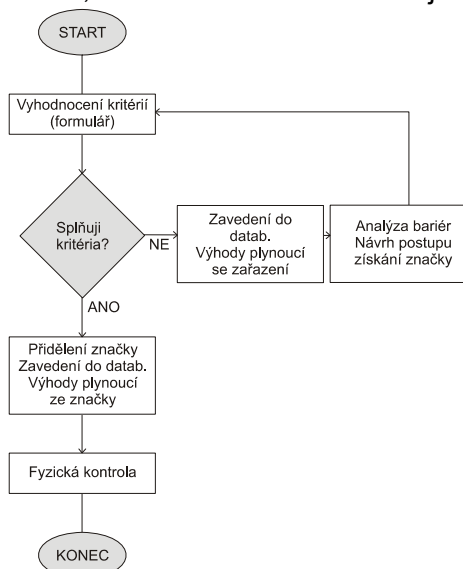 START
Vyhodnocení kritérií
(formulář)
Splňuji
kritéria?
NE
Zavedení do
datab.
Výhody plynoucí
se zařazení
Analýza bariér
Návrh postupu
získání značky
ANO
Přidělení značky
Zavedení do datab.
Výhody plynoucí
ze značky
Fyzická kontrola
KONEC